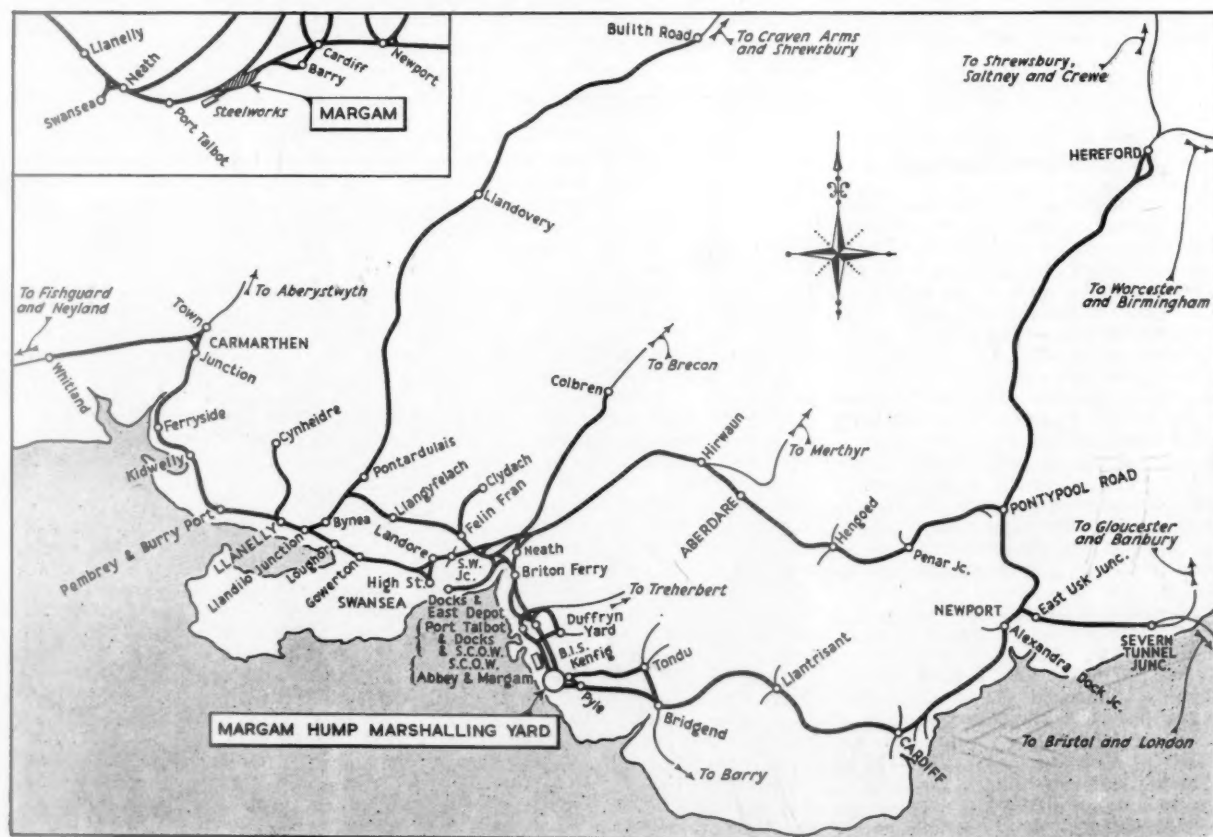 Llanelly
Neath
Swansea
Port Talbot
Steelworks
MARGAM
Cardiff
Barry
Newport
Builth Road
To Craven Arms
and Shrewsbury
To Shrewsbury,
Saltney and Crewe
HEREFORD
To Worcester
and Birmingham
Llandovery
To Fishguard
and Neyland
Town
To Aberystwyth
CARMARTHEN
Junction
Whitland
Ferryside
Kidwelly
Cynheidre
Pontardulais
Colbren
To Brecon
Hirwaun
To Merthyr
Llangyfelach
Clydach
Felin Fran
Pembrey & Burry Port
LLANELLY
Llandilo Junction
Bynea
Loughor
Gowerton
Landore
High St.
SWANSEA
S.W.
Jc.
Neath
Briton Ferry
ABERDARE
Hengoed
Penar Jc.
PONTYPOOL ROAD
To Gloucester
and Banbury
Docks &
East Depot
Port Talbot
& Docks
& S.C.O.W.
S.C.O.W.
Abbey & Margam
To Treherbert
Duffryn
Yard
B.I.S.
Kenfig
Tondu
Pyle
Bridgend
Llantrisant
NEWPORT
East Usk Junc.
Alexandra
Dock Jc.
SEVERN
TUNNEL
JUNC.
CARDIFF
To Bristol and London
To Barry
MARGAM HUMP MARSHALLING YARD